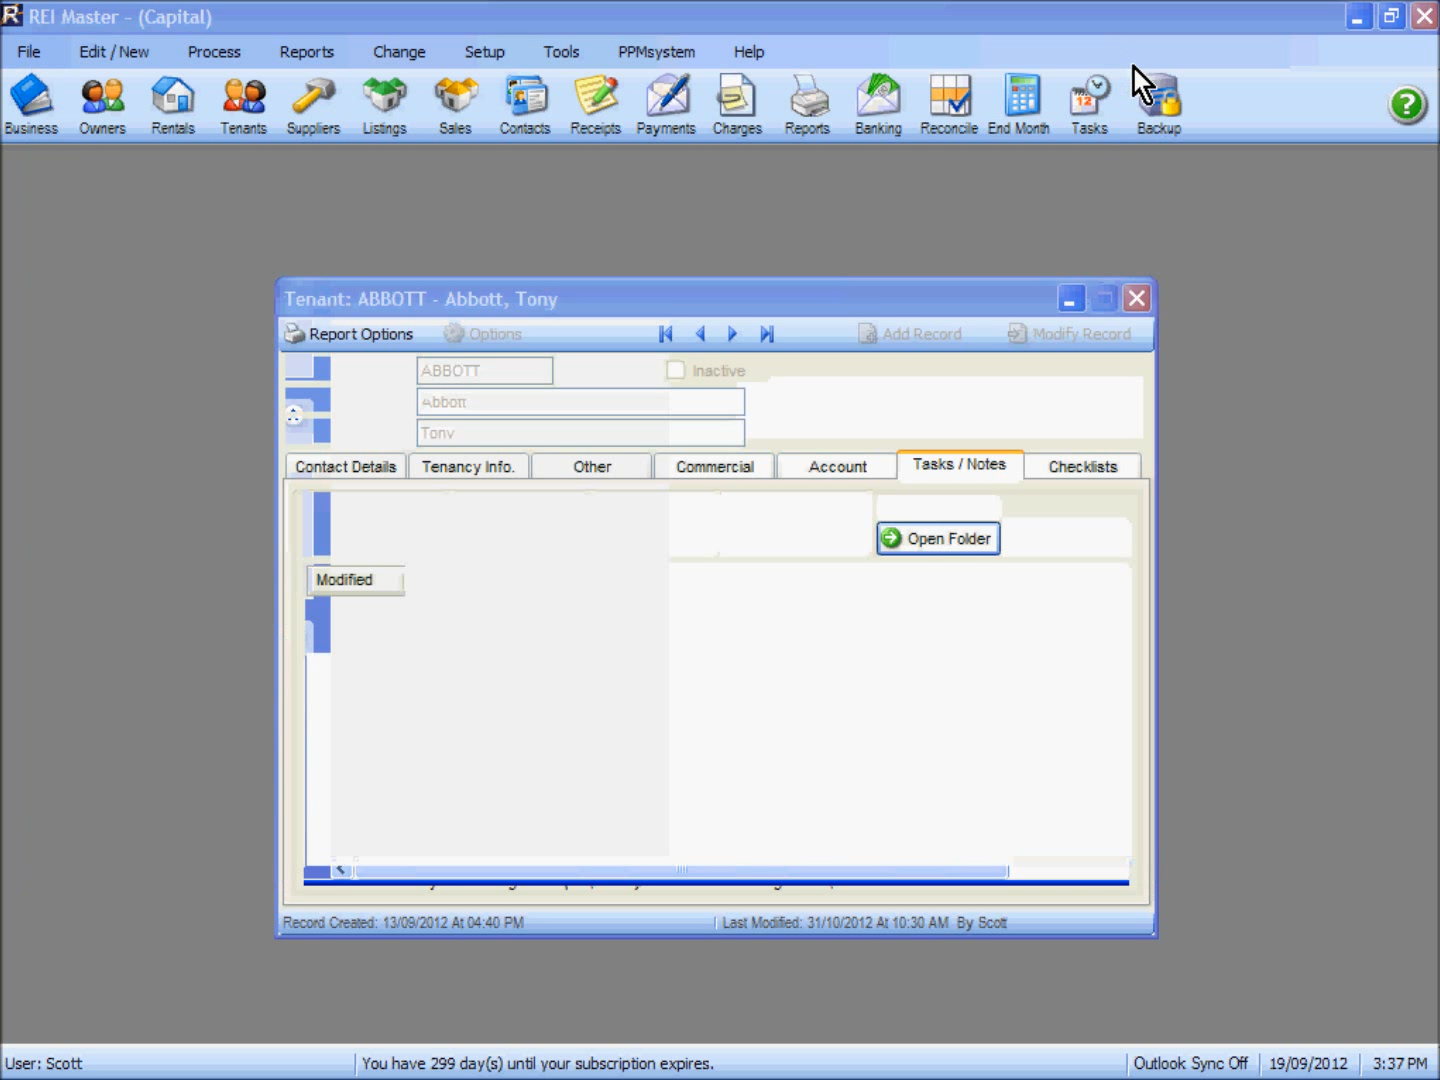 REI Master - (Capital)
File Edit / New Process Reports Change Setup Tools PPMsystem Help
Business Owners Rentals Tenants Suppliers Listings Sales Contacts Receipts Payments Charges Reports Banking Reconcile End Month Tasks Backup
Tenant: ABBOTT - Abbott, Tony
Report Options Options Add Record Modify Record
ABBOTT Inactive
Abbott
Tony
Contact Details Tenancy Info. Other Commercial Account Tasks / Notes Checklists
Open Folder
Modified
Record Created: 13/09/2012 At 04:40 PM Last Modified: 31/10/2012 At 10:30 AM By Scott
User: Scott You have 299 day(s) until your subscription expires. Outlook Sync Off 19/09/2012 3:37 PM